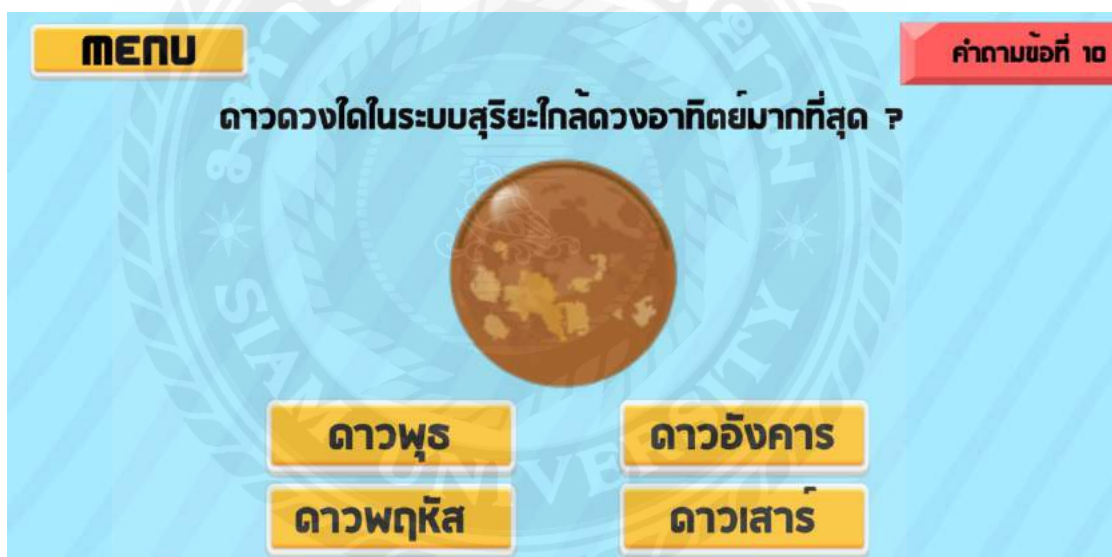 MENU
คำถามข้อที่ 10
ดาวดวงใดในระบบสุริยะใกล้ดวงอาทิตย์มากที่สุด ?
ดาวพุธ
ดาวอังคาร
ดาวพฤหัส
ดาวเสาร์
SIAM UNIVERSITY